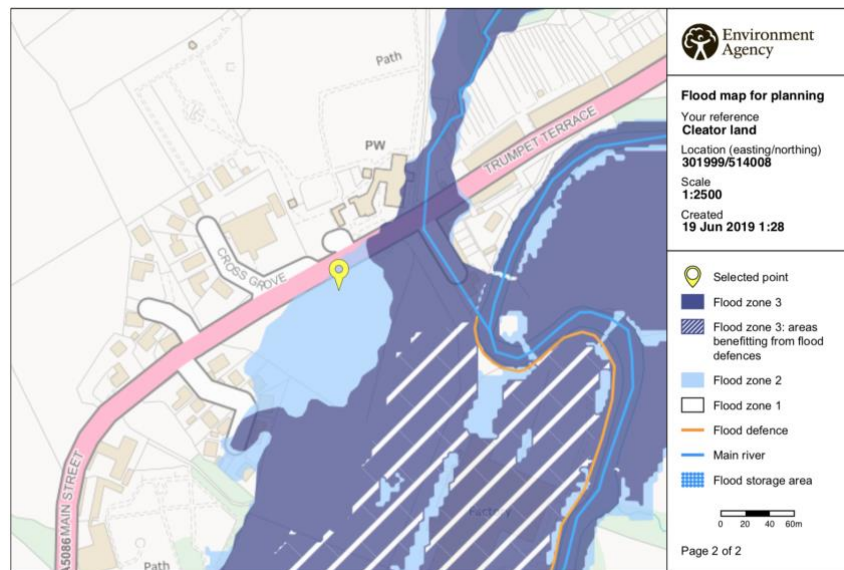 Path
PW
TRUMPET TERRACE
CROSS GROVE
A5086 MAIN STREET
Path
Factory
Environment
Agency
Flood map for planning
Your reference
Cleator land
Location (easting/northing)
301999/514008
Scale
1:2500
Created
19 Jun 2019 1:28
Selected point
Flood zone 3
Flood zone 3: areas
benefitting from flood
defences
Flood zone 2
Flood zone 1
Flood defence
Main river
Flood storage area
0 20 40 60m
Page 2 of 2